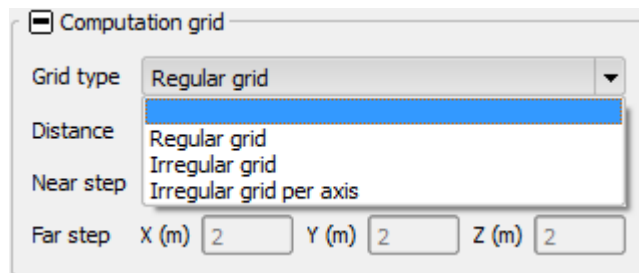 Computation grid
Grid type Regular grid
Distance
Regular grid
Irregular grid
Near step
Irregular grid per axis
Far step X (m) 2 Y (m) 2 Z (m) 2